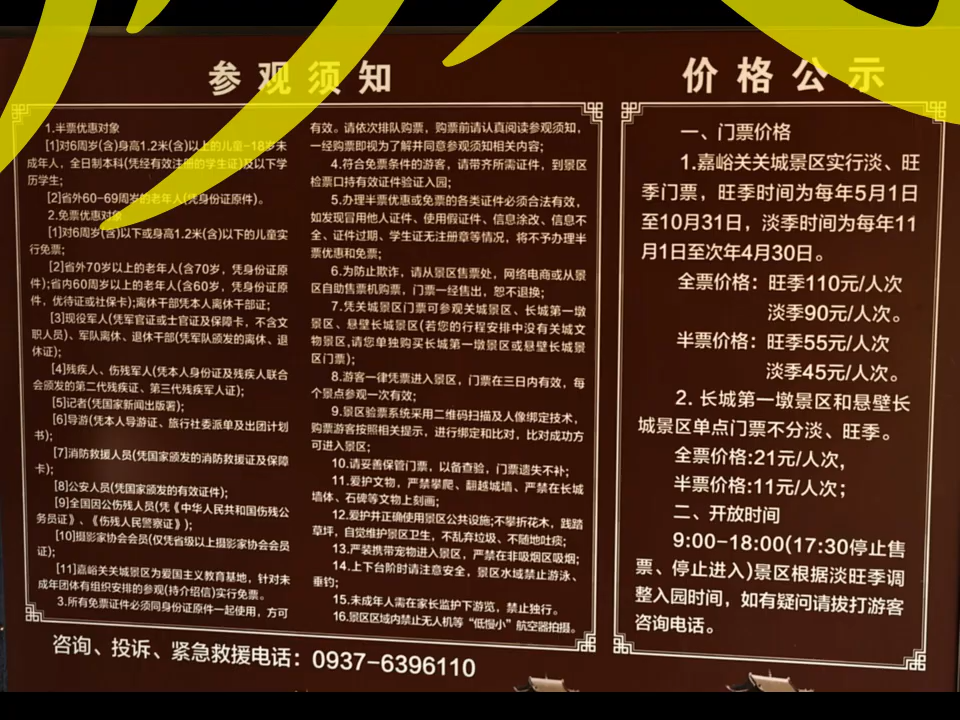 参观须知
1.半票优惠对象
[1]对6周岁(含)身高1.2米(含)以上的儿童-18岁未
成年人，全日制本科(凭经有效注册的学生证)及以下学
历学生;
[2]省外60-69周岁的老年人(凭身份证原件)。
2.免票优惠对象
[1]对6周岁(含)以下或身高1.2米(含)以下的儿童实
行免票;
[2]省外70岁以上的老年人(含70岁，凭身份证原
件);省内60周岁以上的老年人(含60岁，凭身份证原
件，优待证或社保卡);离休干部凭本人离休干部证;
[3]现役军人(凭军官证或士官证及保障卡，不含文
职人员)、军队离休、退休干部(凭军队颁发的离休、退
休证);
[4]残疾人、伤残军人(凭本人身份证及残疾人联合
会颁发的第二代残疾证、第三代残疾军人证);
[5]记者(凭国家新闻出版署);
[6]导游(凭本人导游证、旅行社委派单及出团计划
书);
[7]消防救援人员(凭国家颁发的消防救援证及保障
卡);
[8]公安人员(凭国家颁发的有效证件);
[9]全国因公伤残人员(凭《中华人民共和国伤残公
务员证》、《伤残人民警察证》);
[10]摄影家协会会员(仅凭省级以上摄影家协会会员
证);
[11]嘉峪关关城景区为爱国主义教育基地，针对未
成年团体有组织安排的参观(持介绍信)实行免票。
3.所有免票证件必须同身份证原件一起使用，方可
有效。请依次排队购票，购票前请认真阅读参观须知，
一经购票即视为了解并同意参观须知相关内容;
4.符合免票条件的游客，请带齐所需证件，到景区
检票口持有效证件验证入园;
5.办理半票优惠或免票的各类证件必须合法有效，
如发现冒用他人证件、使用假证件、信息涂改、信息不
全、证件过期、学生证无注册章等情况，将不予办理半
票优惠和免票;
6.为防止欺诈，请从景区售票处，网络电商或从景
区自助售票机购票，门票一经售出，恕不退换;
7.凭关城景区门票可参观关城景区、长城第一墩
景区、悬壁长城景区(若您的行程安排中没有关城文
物景区,请您单独购买长城第一墩景区或悬壁长城景
区门票);
8.游客一律凭票进入景区，门票在三日内有效，每
个景点参观一次有效;
9.景区验票系统采用二维码扫描及人像绑定技术，
购票游客按照相关提示，进行绑定和比对，比对成功方
可进入景区;
10.请妥善保管门票，以备查验，门票遗失不补;
11.爱护文物，严禁攀爬、翻越城墙、严禁在长城
墙体、石碑等文物上刻画;
12.爱护并正确使用景区公共设施;不攀折花木，践踏
草坪，自觉维护景区卫生，不乱弃垃圾、不随地吐痰;
13.严装携带宠物进入景区，严禁在非吸烟区吸烟;
14.上下台阶时请注意安全，景区水域禁止游泳、
垂钓;
15.未成年人需在家长监护下游览，禁止独行。
16.景区区域内禁止无人机等“低慢小”航空器拍摄。
咨询、投诉、紧急救援电话：0937-6396110
价格公示
一、门票价格
1.嘉峪关关城景区实行淡、旺
季门票，旺季时间为每年5月1日
至10月31日，淡季时间为每年11
月1日至次年4月30日。
全票价格：旺季110元/人次
淡季90元/人次。
半票价格：旺季55元/人次
淡季45元/人次。
2.长城第一墩景区和悬壁长
城景区单点门票不分淡、旺季。
全票价格:21元/人次，
半票价格:11元/人次；
二、开放时间
9:00-18:00(17:30停止售
票、停止进入)景区根据淡旺季调
整入园时间，如有疑问请拔打游客
咨询电话。